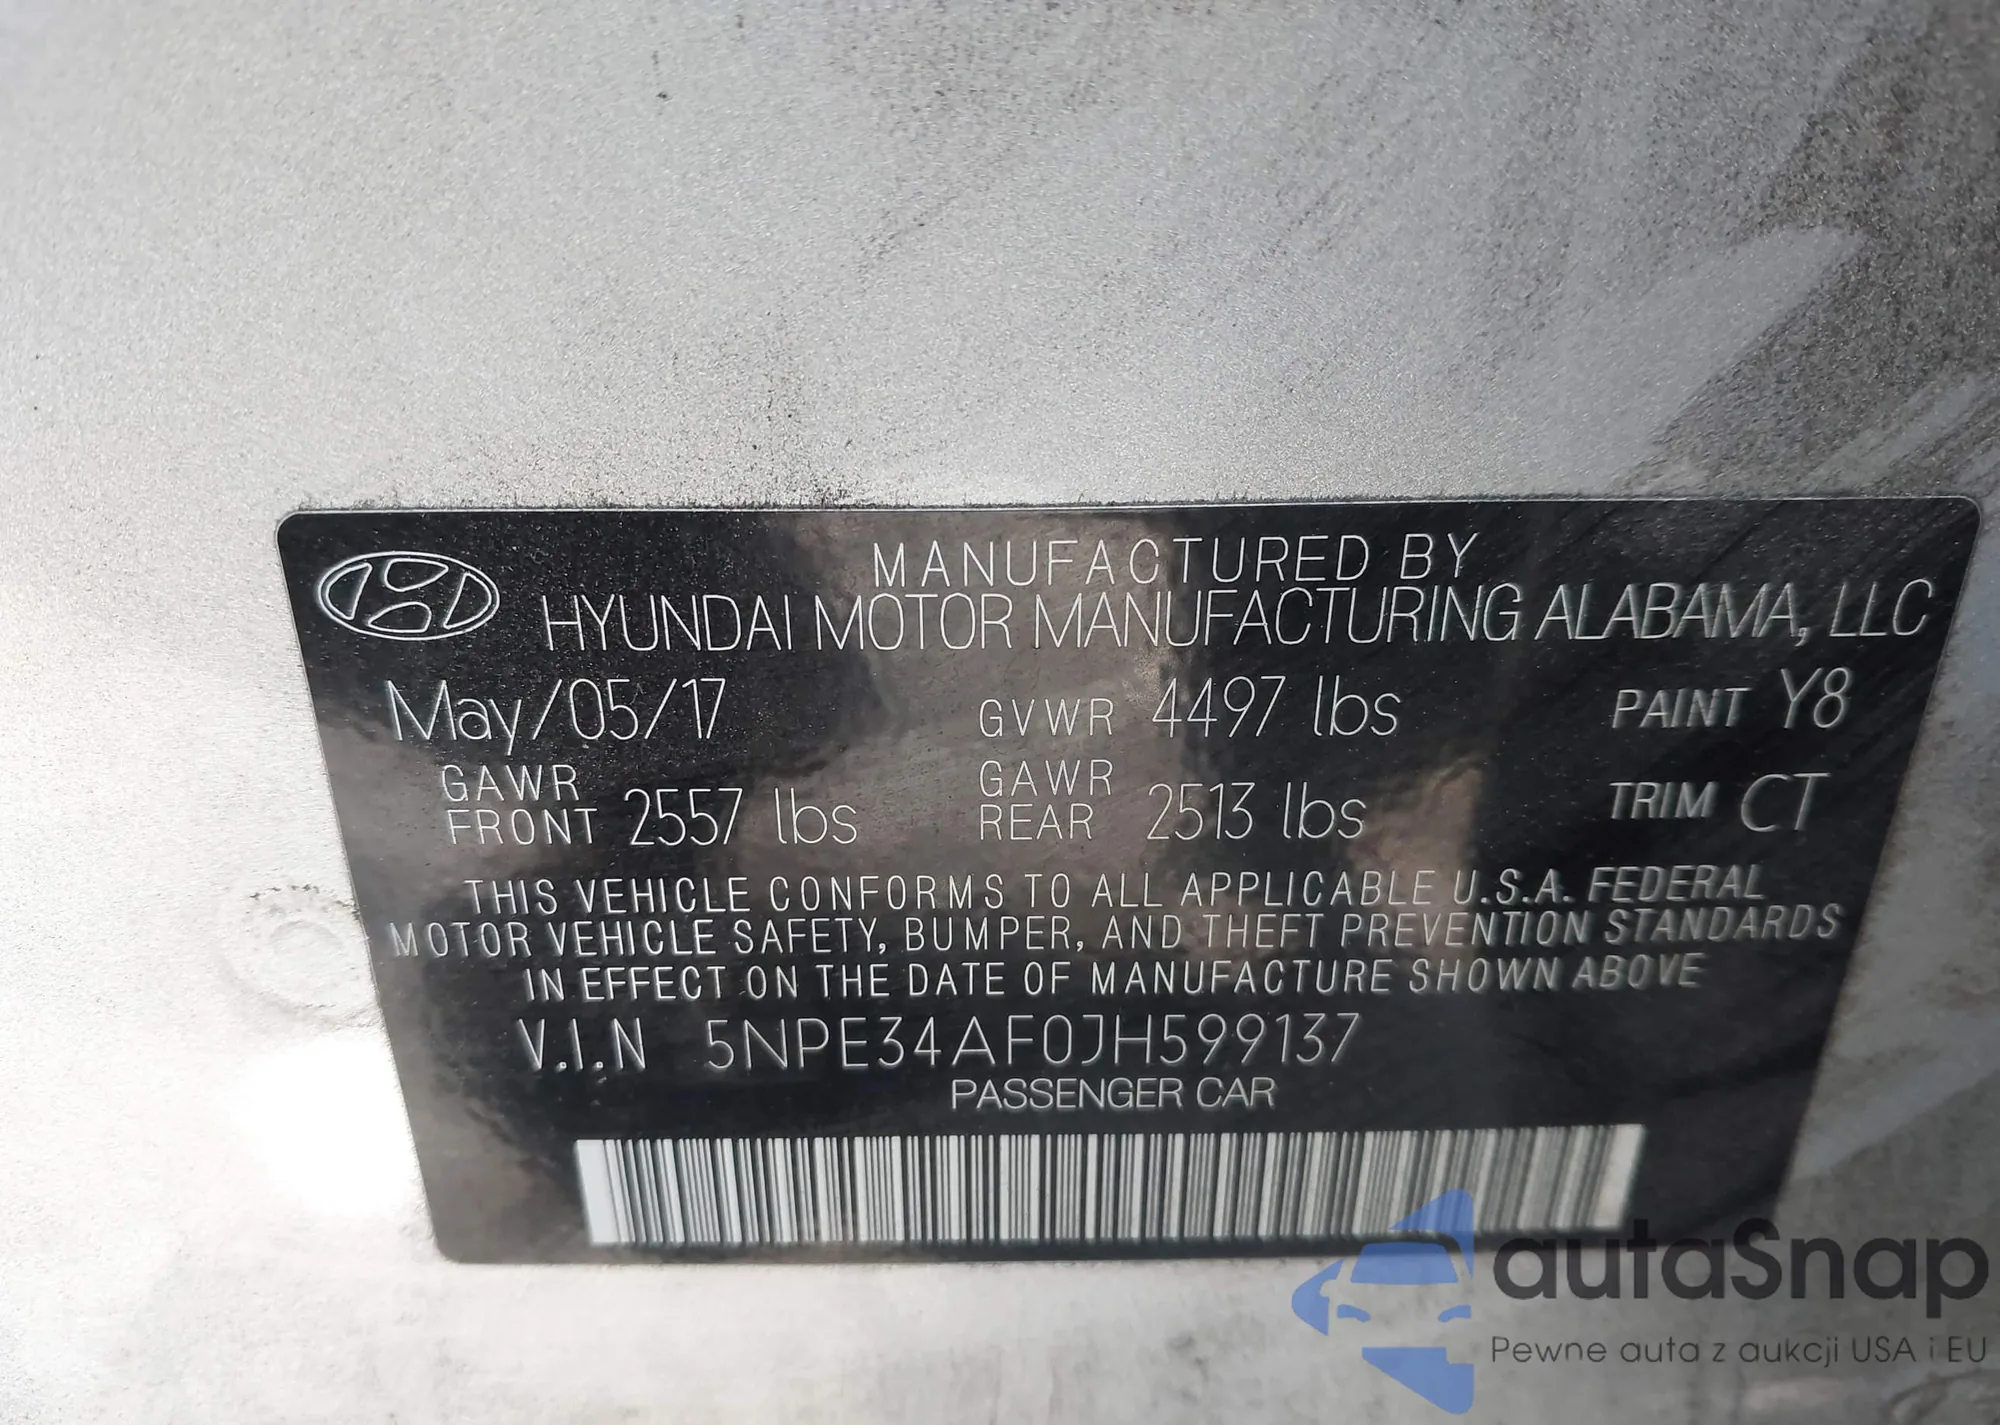 MANUFACTURED BY
HYUNDAI MOTOR MANUFACTURING ALABAMA, LLC
May/05/17 GVWR 4497 lbs PAINT Y8
GAWR FRONT 2557 lbs GAWR REAR 2513 lbs TRIM CT
THIS VEHICLE CONFORMS TO ALL APPLICABLE U.S.A. FEDERAL
MOTOR VEHICLE SAFETY, BUMPER, AND THEFT PREVENTION STANDARDS
IN EFFECT ON THE DATE OF MANUFACTURE SHOWN ABOVE
V.I.N 5NPE34AF0JH599137
PASSENGER CAR
autaSnap
Pewne auta z aukcji USA i EU